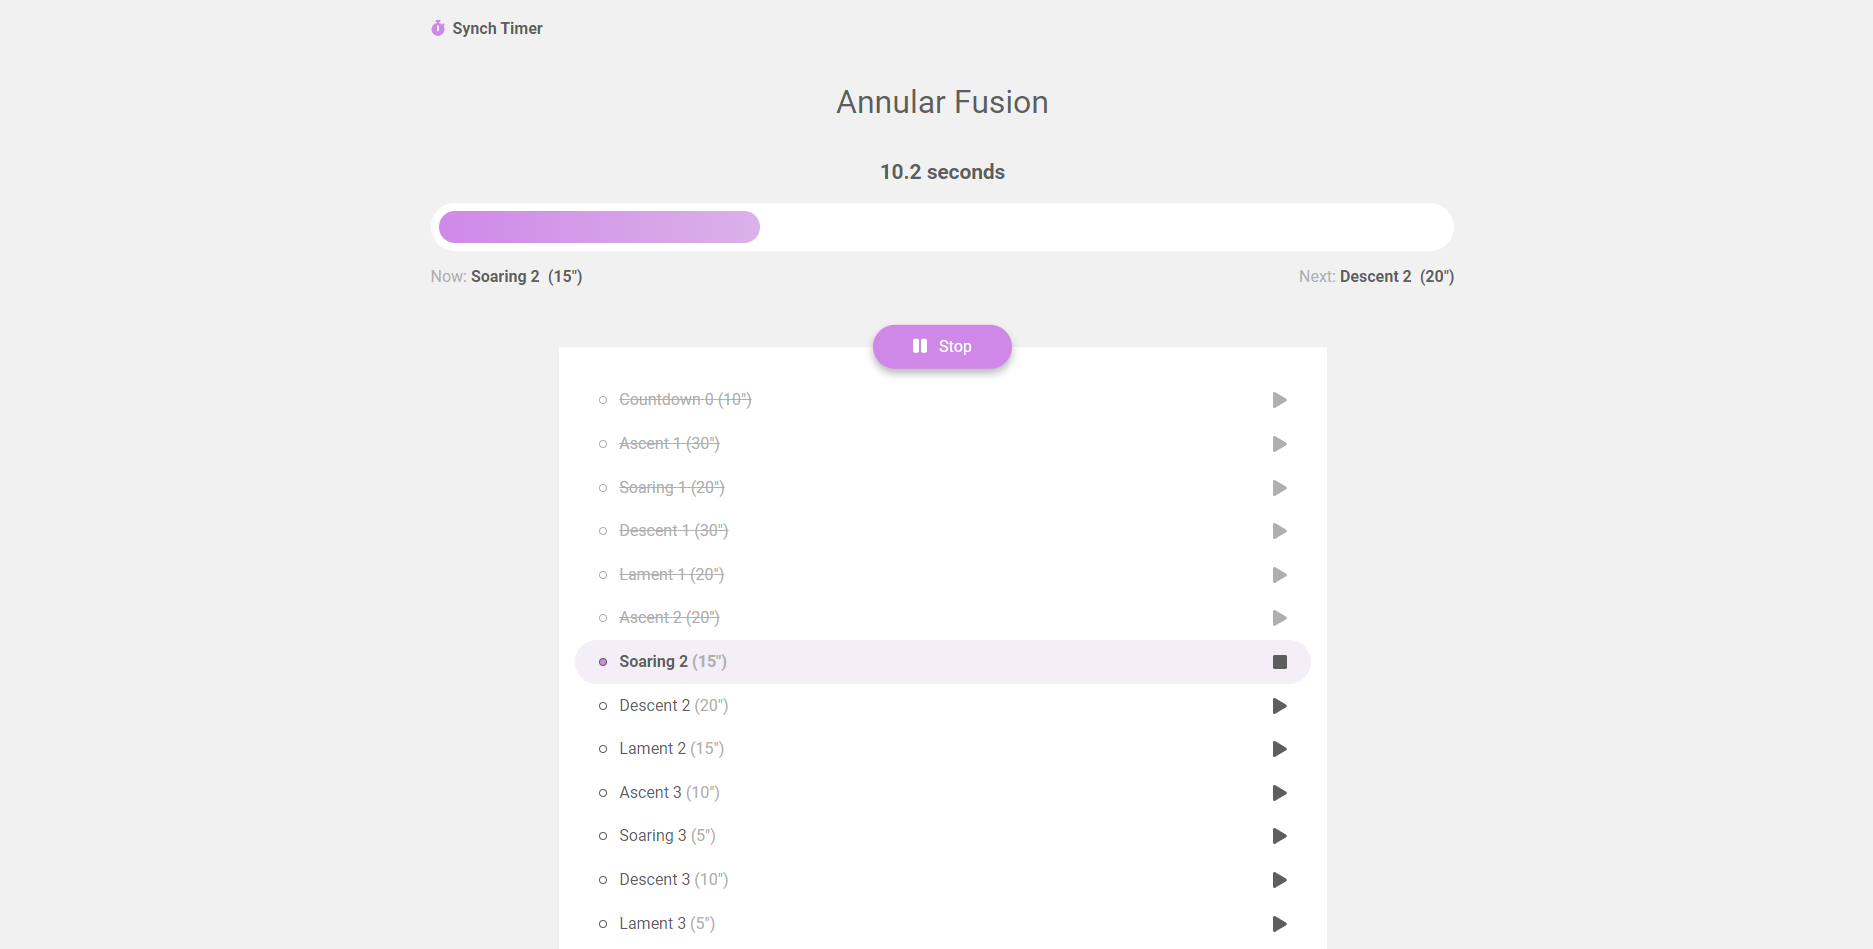 Synch Timer
Annular Fusion
10.2 seconds
Now: Soaring 2 (15") Next: Descent 2 (20")
Stop
Countdown 0 (10")
Ascent 1 (30")
Soaring 1 (20")
Descent 1 (30")
Lament 1 (20")
Ascent 2 (20")
Soaring 2 (15")
Descent 2 (20")
Lament 2 (15")
Ascent 3 (10")
Soaring 3 (5")
Descent 3 (10")
Lament 3 (5")